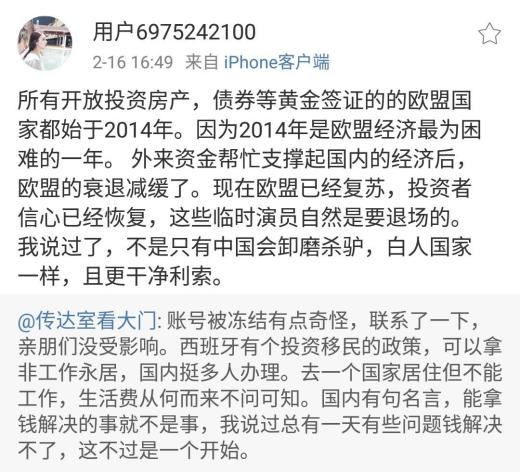 用户6975242100
2-16 16:49 来自 iPhone客户端
所有开放投资房产，债券等黄金签证的的欧盟国
家都始于2014年。因为2014年是欧盟经济最为困
难的一年。 外来资金帮忙支撑起国内的经济后，
欧盟的衰退减缓了。现在欧盟已经复苏，投资者
信心已经恢复，这些临时演员自然是要退场的。
我说过了，不是只有中国会卸磨杀驴，白人国家
一样，且更干净利索。
@传达室看大门: 账号被冻结有点奇怪，联系了一下，
亲朋们没受影响。西班牙有个投资移民的政策，可以拿
非工作永居，国内挺多人办理。去一个国家居住但不能
工作，生活费从何而来不问可知。国内有句名言，能拿
钱解决的事就不是事，我说过总有一天有些问题钱解决
不了，这不过是一个开始。